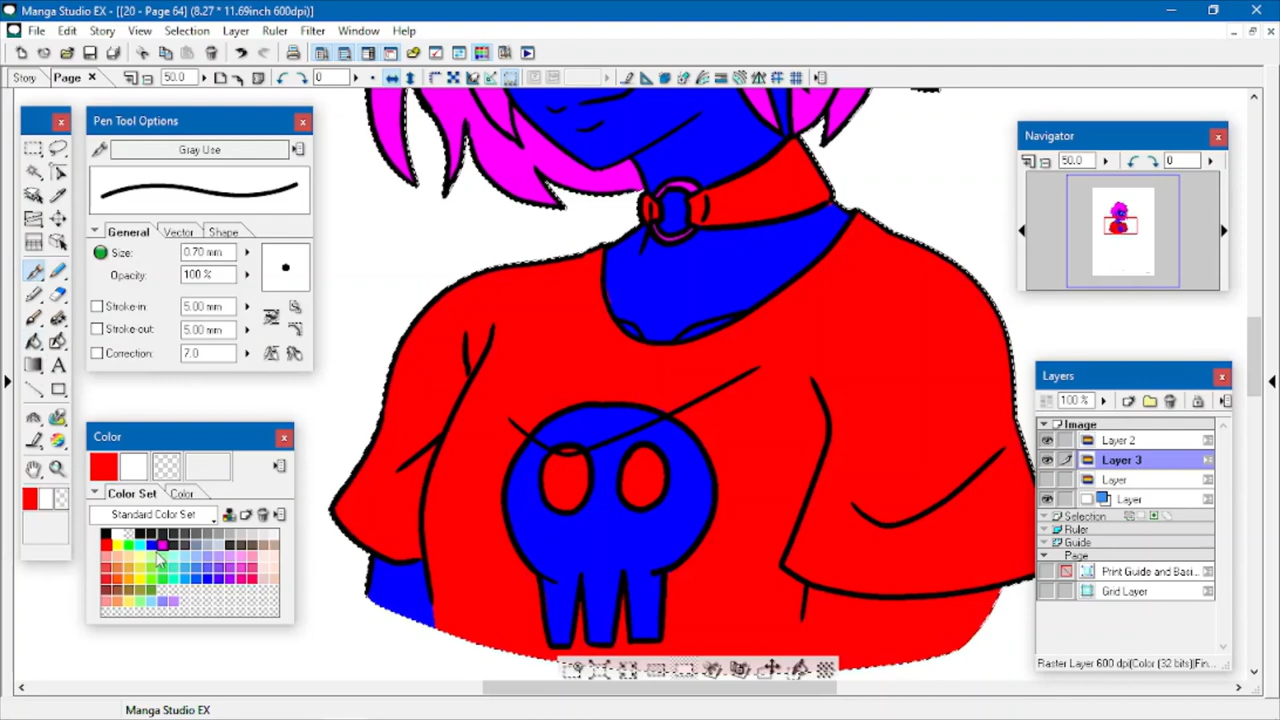 Manga Studio EX - [[20 - Page 64] (8.27 * 11.69inch 600dpi)]
File Edit Story View Selection Layer Ruler Filter Window Help
Story Page 50.0 0
Pen Tool Options
Gray Use
General Vector Shape
Size: 0.70 mm
Opacity: 100 %
Stroke-in 5.00 mm
Stroke-out: 5.00 mm
Correction: 7.0
Color
Color Set Color
Standard Color Set
Navigator
50.0 0
Layers
100 %
Image
Layer 2
Layer 3
Layer
Layer
Selection
Ruler
Guide
Page
Print Guide and Basi...
Grid Layer
Raster Layer 600 dpi(Color (32 bits)(Fin...
Manga Studio EX